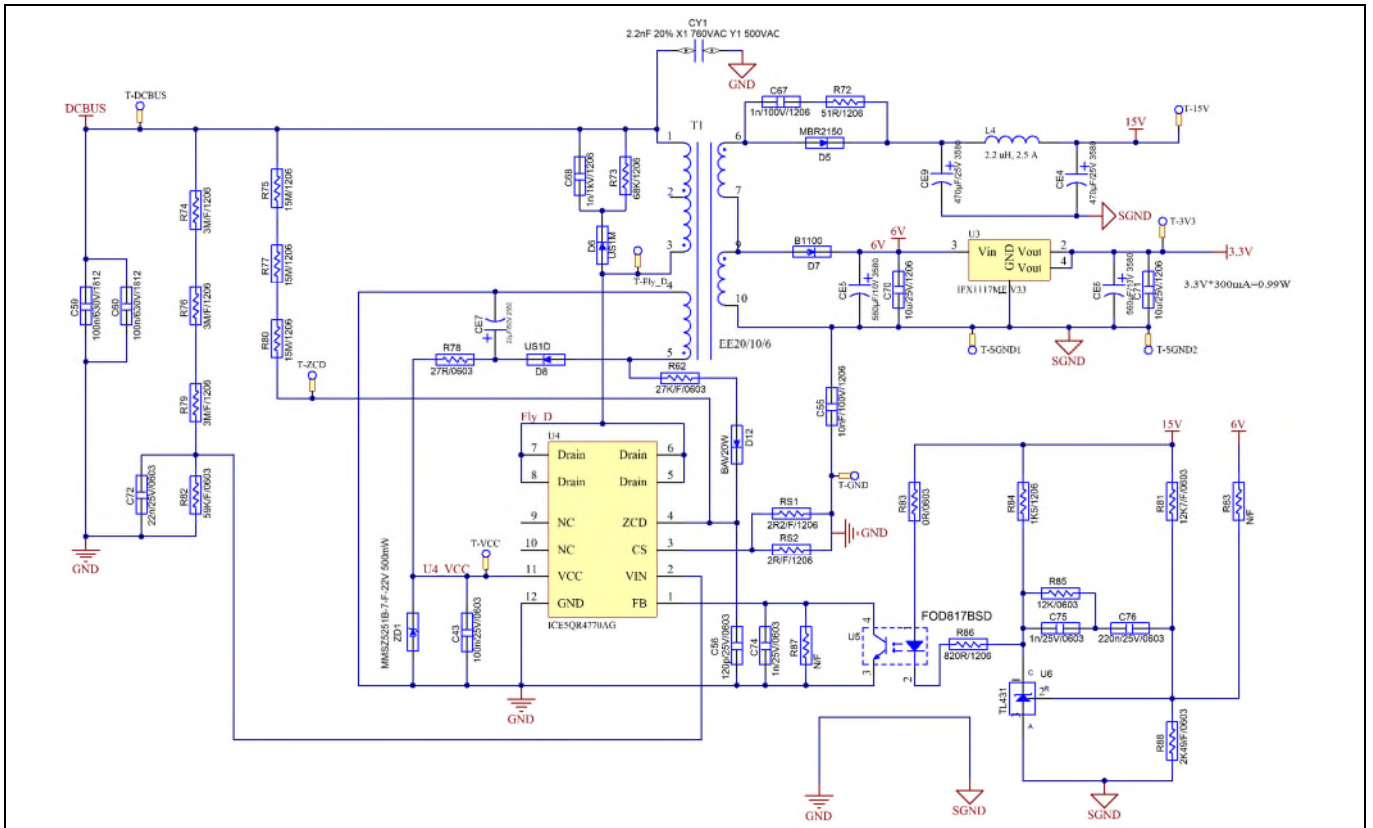 CY1
2.2nF 20% X1 760VAC Y1 500VAC
GND
DCBUS
T-DCBUS
C67
1n/100V/1206
R72
51R/1206
T1
MBR2150
D5
L4
2.2 uH, 2.5 A
15V
T-15V
CE9
470µF/25V 3580
CE4
470µF/25V 3580
SGND
1
2
3
4
5
6
7
9
10
EE20/10/6
C68
1n/1kV/1206
R73
68K/1206
D6
US1M
T-Fly_D
R74
3M/F/1206
R75
15M/1206
R76
3M/F/1206
R77
15M/1206
R79
3M/F/1206
R80
15M/1206
C59
100n/630V/1812
C60
100n/630V/1812
C72
22n/25V/0603
R82
59K/F/0603
GND
T-ZCD
B1100
D7
6V
6V
U3
3
Vin
GND
Vout
Vout
2
4
1
IFX1117ME V33
T-3V3
3.3V
3.3V*300mA=0.99W
CE5
560µF/10V 3580
C70
10u/25V/1206
CE6
560µF/10V 3580
C71
10u/25V/1206
T-SGND1
SGND
T-SGND2
CE7
R78
27R/0603
US1D
D8
R62
27K/F/0603
D12
BAV20W
Fly_D
U4
7
Drain
Drain
6
8
Drain
Drain
5
9
NC
ZCD
4
10
NC
CS
3
11
VCC
VIN
2
12
GND
FB
1
ICE5QR4770AG
T-VCC
U4_VCC
MMSZ5251B-7-F-22V 500mW
ZD1
C43
100n/25V/0603
GND
C55
10nF/100V/1206
T-GND
GND
RS1
2R2/F/1206
RS2
2R/F/1206
C56
120p/25V/0603
C74
1n/25V/0603
R87
N/F
U5
4
3
1
2
FOD817BSD
R83
0R/0603
R84
1K5/1206
15V
R81
12K7/F/0603
6V
R63
N/F
R85
12K/0603
C75
1n/25V/0603
C76
220n/25V/0603
R86
820R/1206
C
U6
2
R
TL431
A
R88
2K49/F/0603
GND
SGND
SGND